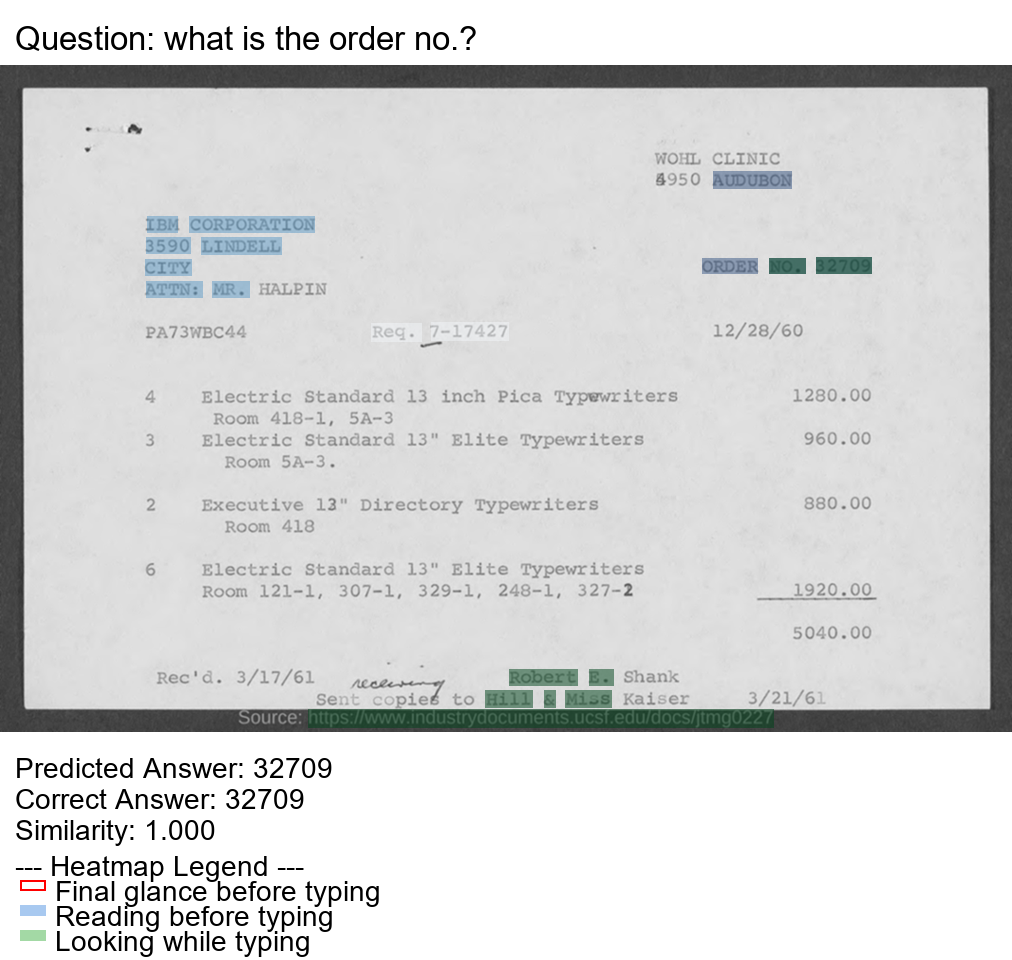 Question: what is the order no.?
WOHL CLINIC
4950 AUDUBON
IBM CORPORATION
3590 LINDELL
CITY
ORDER NO. 32709
ATTN: MR. HALPIN
PA73WBC44 Req. 7-17427 12/28/60
4 Electric Standard 13 inch Pica Typewriters 1280.00
Room 418-1, 5A-3
3 Electric Standard 13" Elite Typewriters 960.00
Room 5A-3.
2 Executive 13" Directory Typewriters 880.00
Room 418
6 Electric Standard 13" Elite Typewriters
Room 121-1, 307-1, 329-1, 248-1, 327-2 1920.00
5040.00
Rec'd. 3/17/61 receiving Robert E. Shank
Sent copies to Hill & Miss Kaiser 3/21/61
Source: https://www.industrydocuments.ucsf.edu/docs/jtmg0227
Predicted Answer: 32709
Correct Answer: 32709
Similarity: 1.000
--- Heatmap Legend ---
Final glance before typing
Reading before typing
Looking while typing